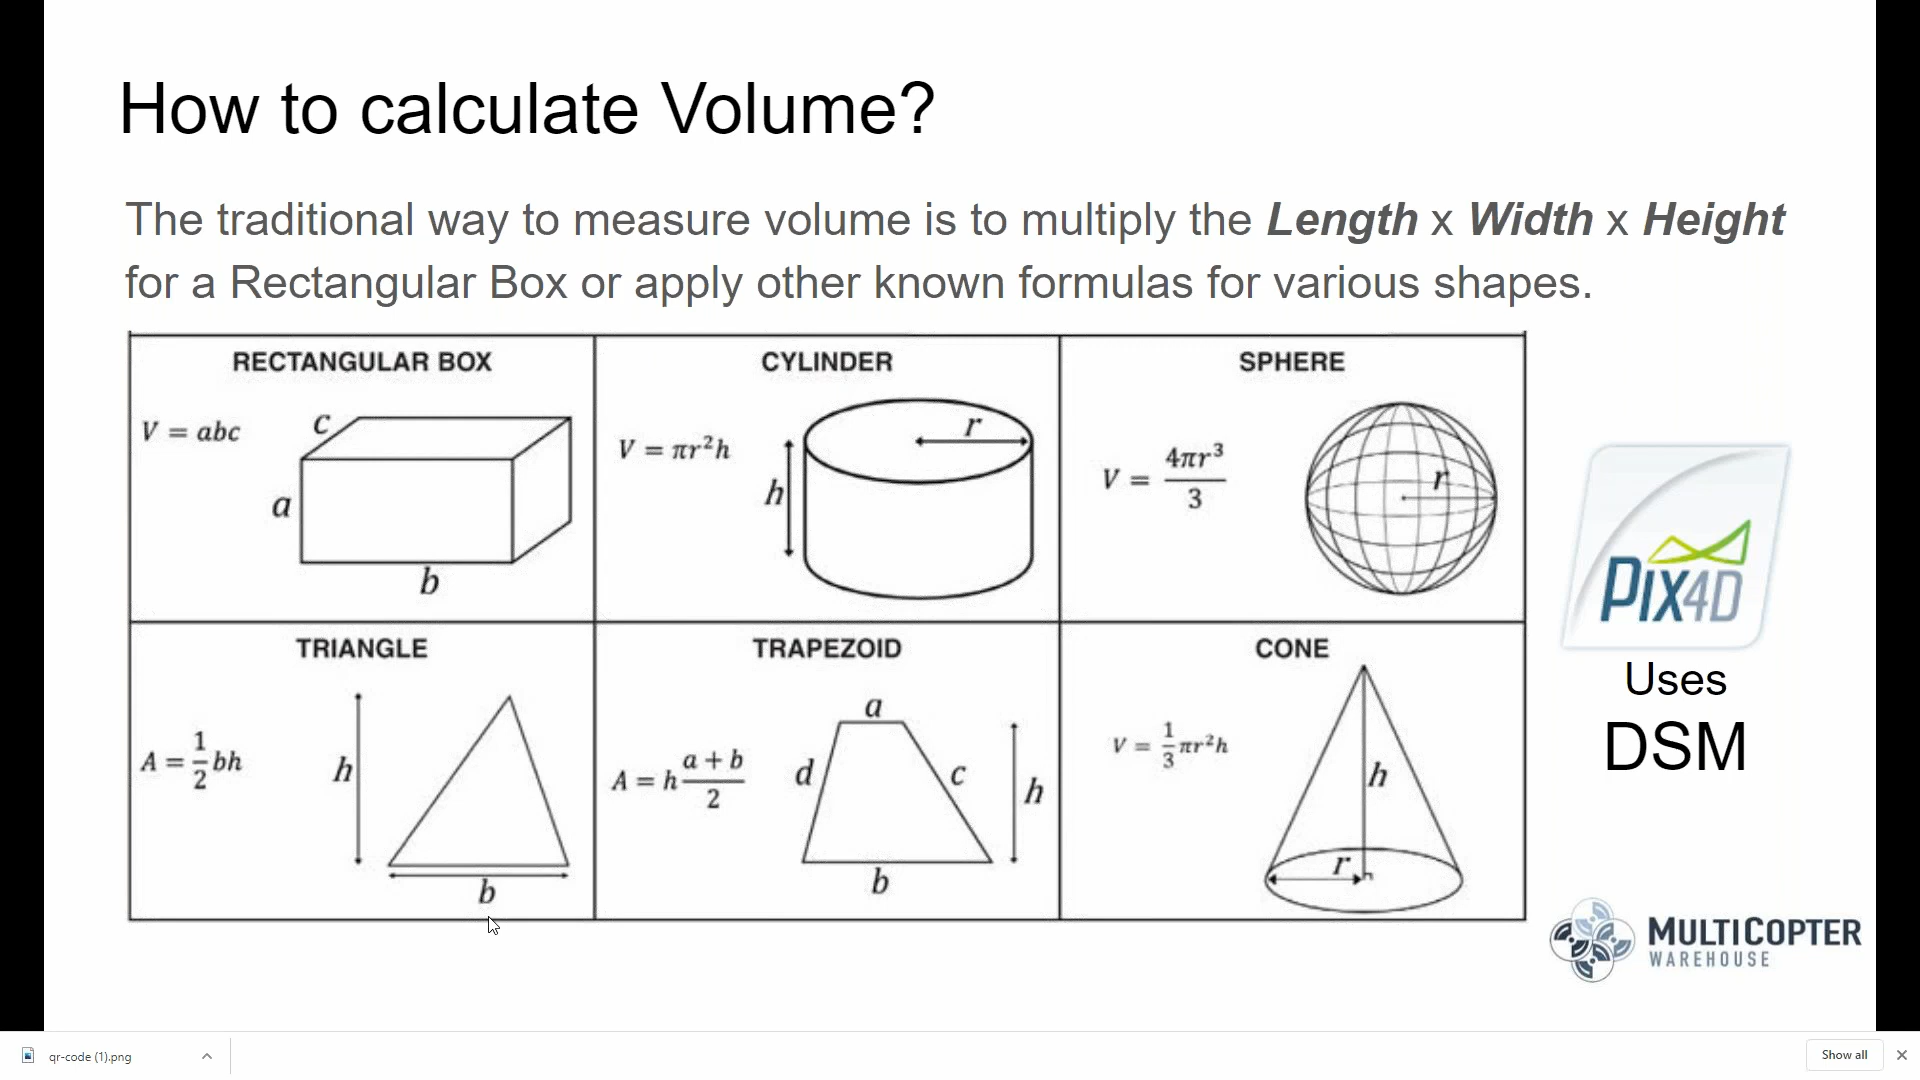 How to calculate Volume?
The traditional way to measure volume is to multiply the Length x Width x Height
for a Rectangular Box or apply other known formulas for various shapes.
RECTANGULAR BOX
V = abc
c
a
b
CYLINDER
V = πr²h
r
h
SPHERE
V = 4πr³/3
r
TRIANGLE
A = 1/2 bh
h
b
TRAPEZOID
A = h a + b/2
a
d
c
h
b
CONE
V = 1/3 πr²h
h
r
PIX4D
Uses
DSM
MULTICOPTER
WAREHOUSE
qr-code (1).png
Show all